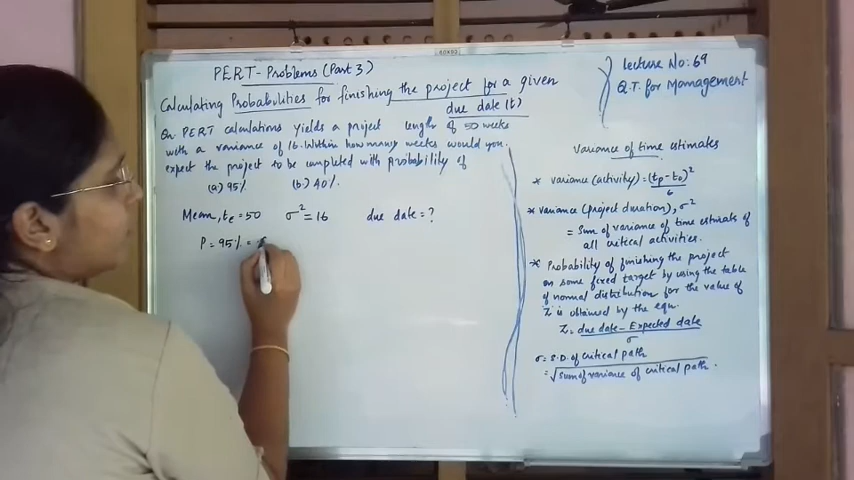 PERT-Problems (Part 3)
Calculating Probabilities for finishing the project for a given
due date (t)
Qn. PERT calculations yields a project length of 50 weeks
with a variance of 16. Within how many weeks would you
expect the project to be completed with probability of
(a) 95%. (b.) 40%.
Mean, te = 50 σ² = 16 due date = ?
P = 95% =
Lecture No: 69
Q.T. for Management
Variance of time estimates
* variance (activity) = (tp - to)²
6
* variance (project duration), σ²
= Sum of variance of time estimates of
all critical activities.
* Probability of finishing the project
on some fixed target by using the table
of normal distribution for the value of
'Z' is obtained by the eqn.
Z = due date - Expected date
σ
σ = S.D. of critical path
= √sum of variance of critical path.